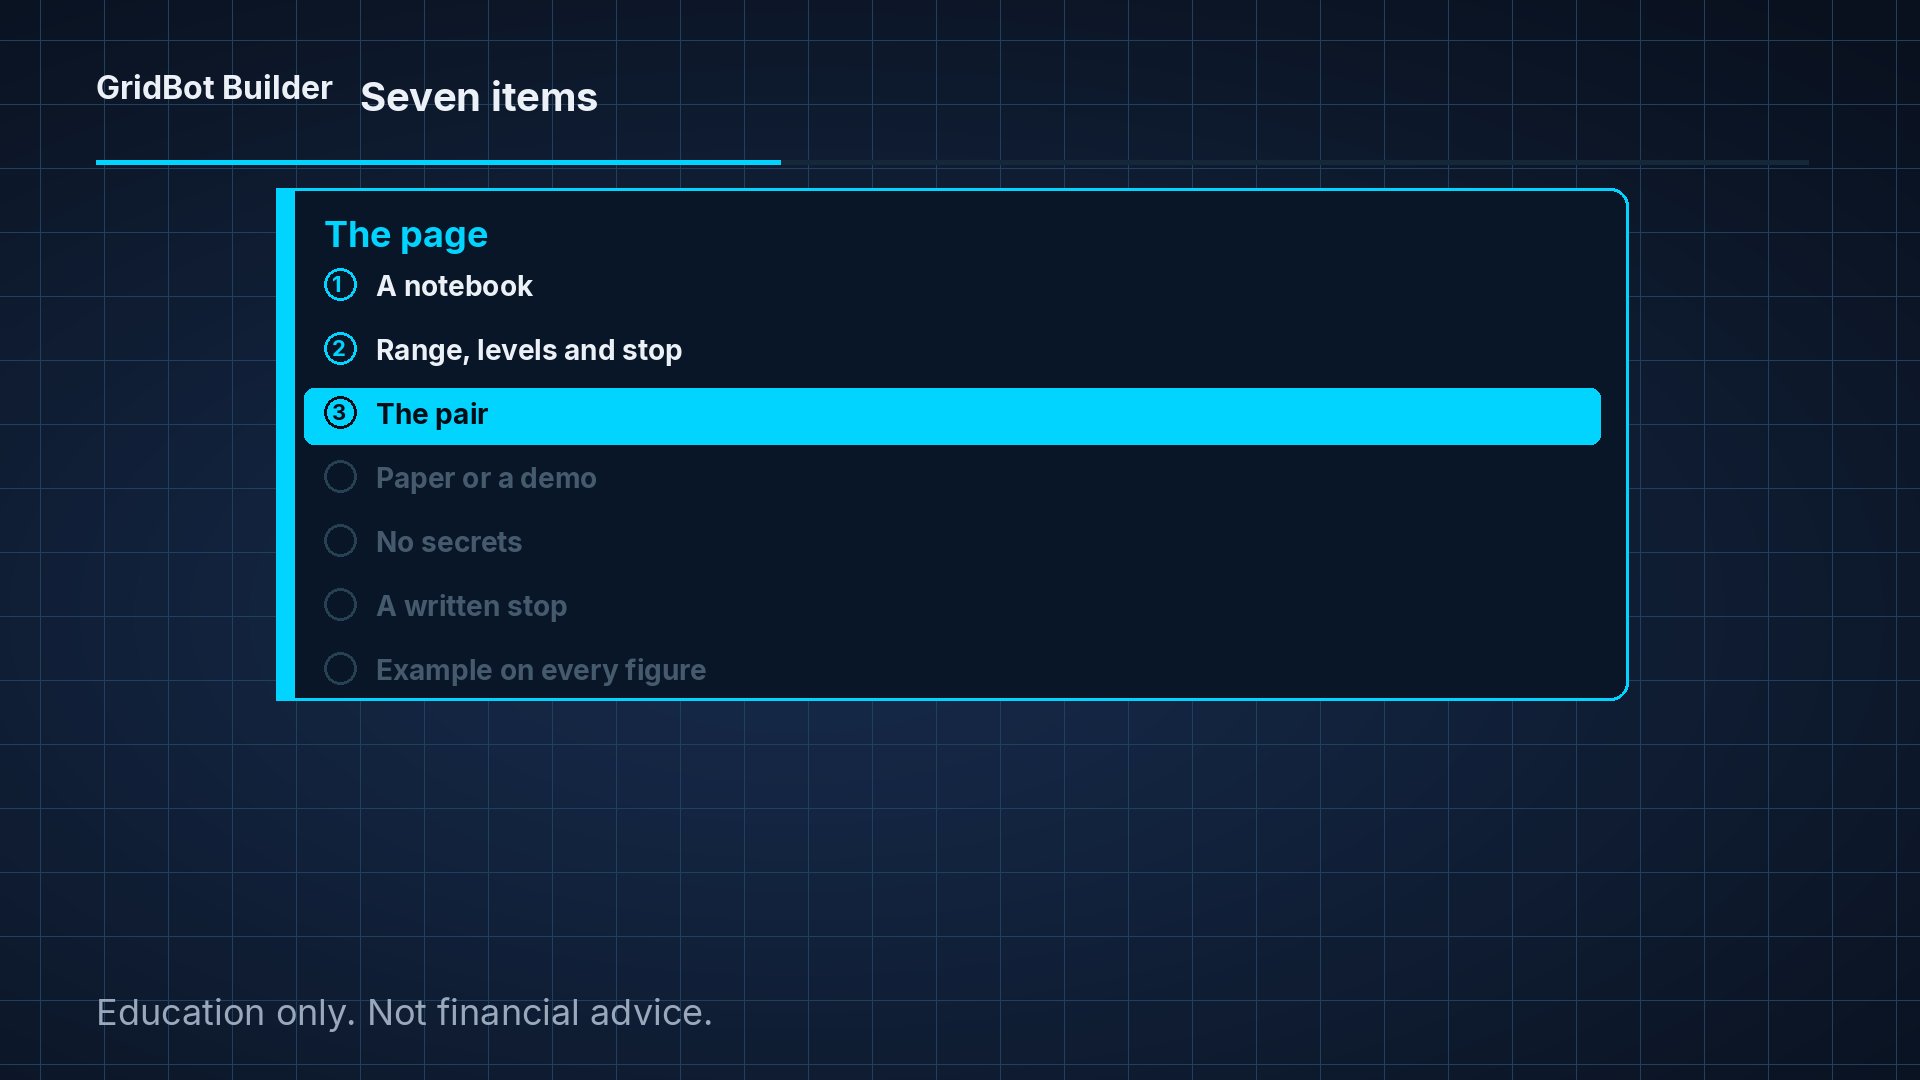 GridBot Builder
Seven items
The page
1 A notebook
2 Range, levels and stop
3 The pair
Paper or a demo
No secrets
A written stop
Example on every figure
Education only. Not financial advice.